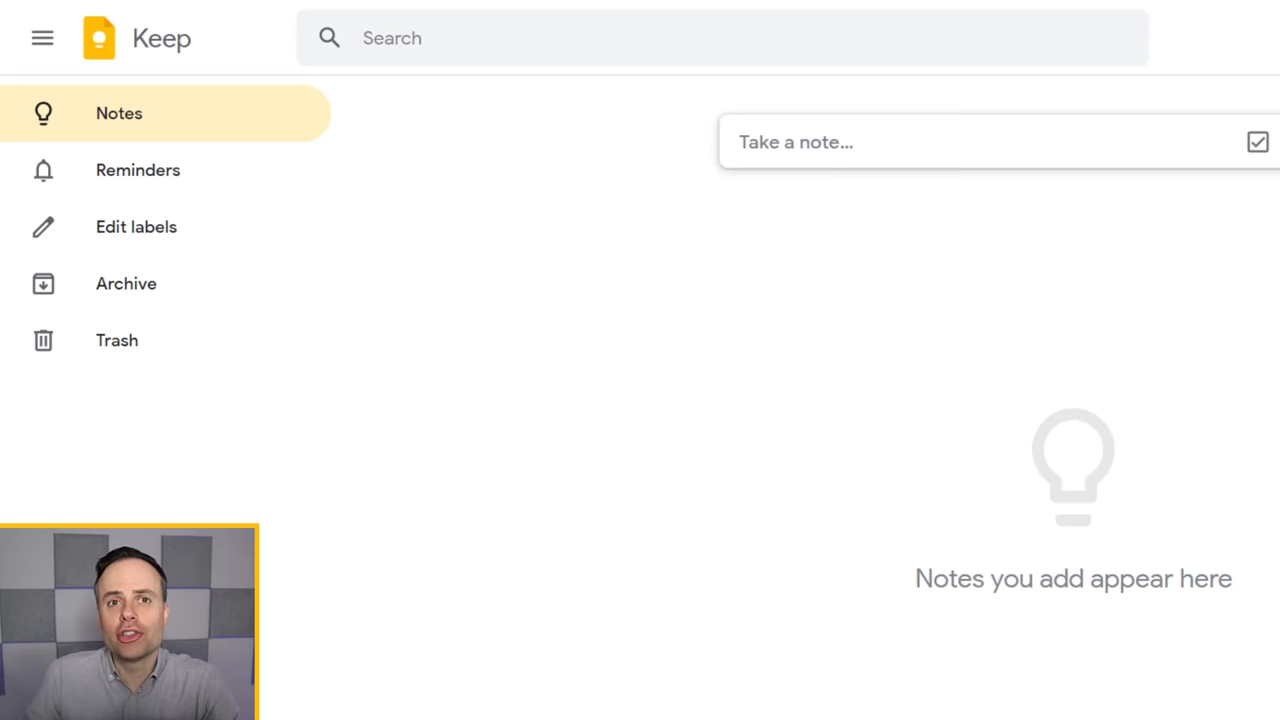 Keep
Search
Notes
Take a note...
Reminders
Edit labels
Archive
Trash
Notes you add appear here